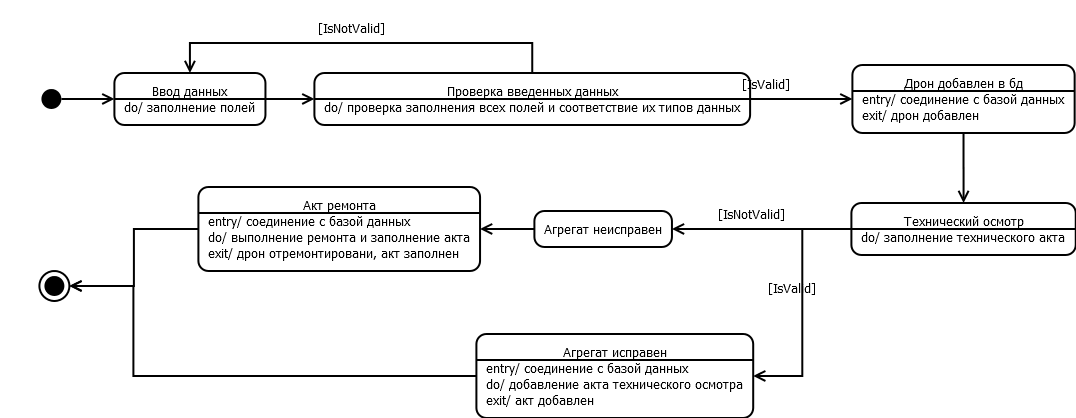 [IsNotValid]
Ввод данных
do/ заполнение полей
Проверка введенных данных
do/ проверка заполнения всех полей и соответствие их типов данных
[IsValid]
Дрон добавлен в бд
entry/ соединение с базой данных
exit/ дрон добавлен
Акт ремонта
entry/ соединение с базой данных
do/ выполнение ремонта и заполнение акта
exit/ дрон отремонтировани, акт заполнен
Агрегат неисправен
[IsNotValid]
Технический осмотр
do/ заполнение технического акта
[IsValid]
Агрегат исправен
entry/ соединение с базой данных
do/ добавление акта технического осмотра
exit/ акт добавлен